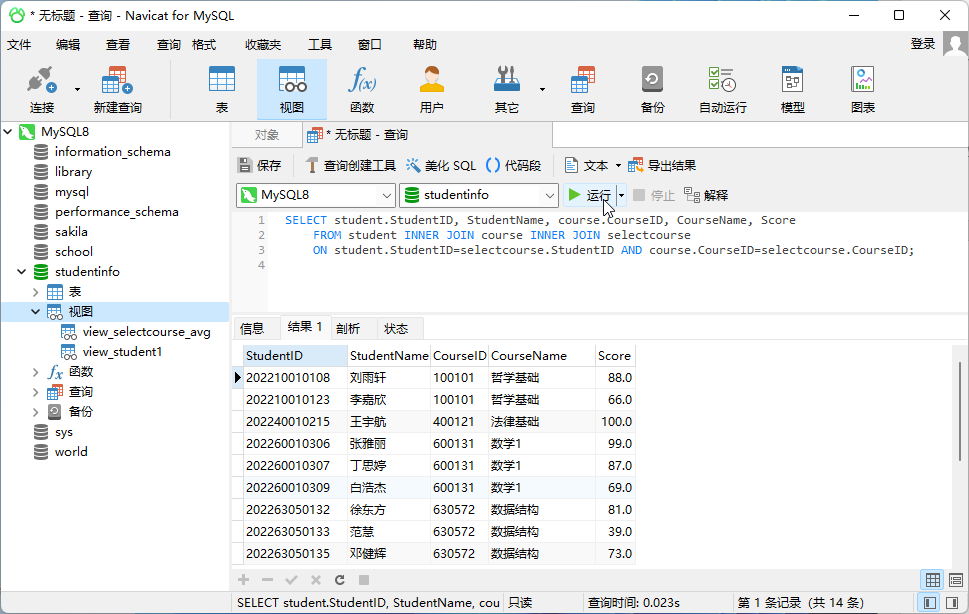 * 无标题 - 查询 - Navicat for MySQL
文件 编辑 查看 查询 格式 收藏夹 工具 窗口 帮助 登录
连接 新建查询 表 视图 函数 用户 其它 查询 备份 自动运行 模型 图表
MySQL8
information_schema
library
mysql
performance_schema
sakila
school
studentinfo
表
视图
view_selectcourse_avg
view_student1
函数
查询
备份
sys
world
对象 * 无标题 - 查询
保存 查询创建工具 美化 SQL 代码段 文本 导出结果
MySQL8 studentinfo 运行 停止 解释
1 SELECT student.StudentID, StudentName, course.CourseID, CourseName, Score
2 FROM student INNER JOIN course INNER JOIN selectcourse
3 ON student.StudentID=selectcourse.StudentID AND course.CourseID=selectcourse.CourseID;
4
信息 结果 1 剖析 状态
StudentID StudentName CourseID CourseName Score
202210010108 刘雨轩 100101 哲学基础 88.0
202210010123 李嘉欣 100101 哲学基础 66.0
202240010215 王宇航 400121 法律基础 100.0
202260010306 张雅丽 600131 数学1 99.0
202260010307 丁思婷 600131 数学1 87.0
202260010309 白浩杰 600131 数学1 69.0
202263050132 徐东方 630572 数据结构 81.0
202263050133 范慧 630572 数据结构 39.0
202263050135 邓健辉 630572 数据结构 73.0
SELECT student.StudentID, StudentName, cou 只读 查询时间: 0.023s 第 1 条记录 (共 14 条)